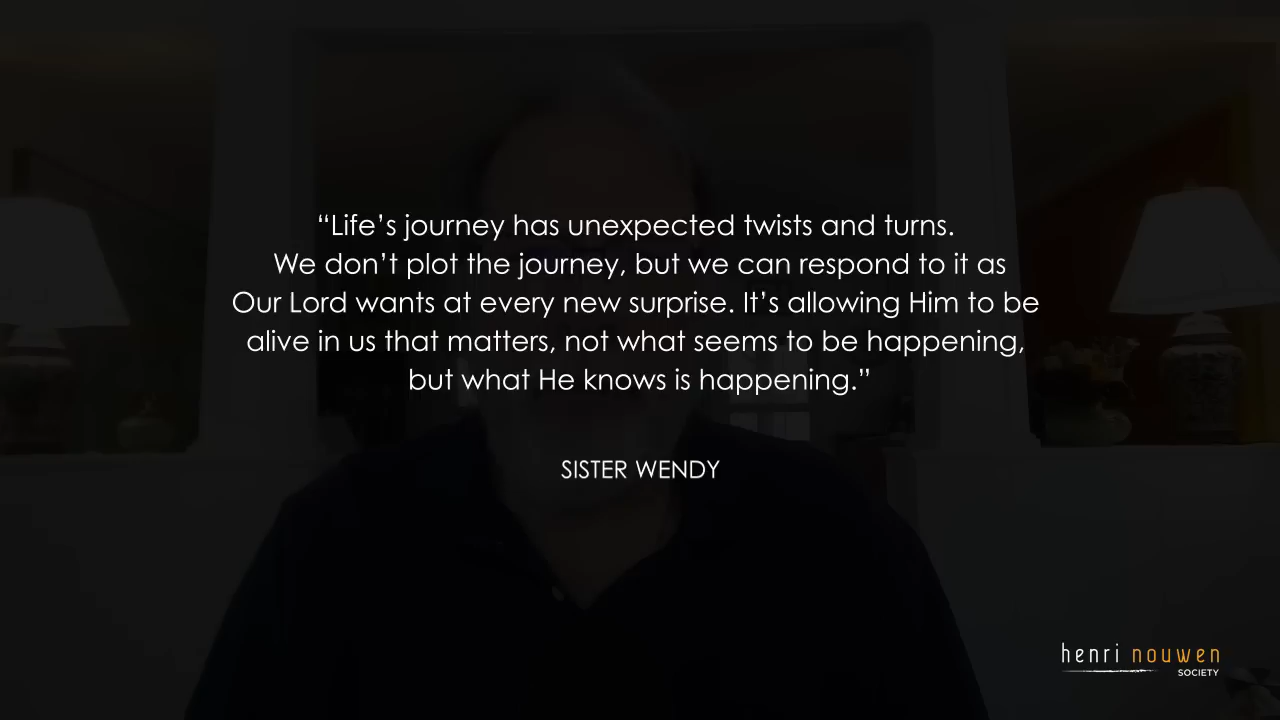 “Life’s journey has unexpected twists and turns.
We don’t plot the journey, but we can respond to it as
Our Lord wants at every new surprise. It’s allowing Him to be
alive in us that matters, not what seems to be happening,
but what He knows is happening.”
SISTER WENDY
henri nouwen
SOCIETY